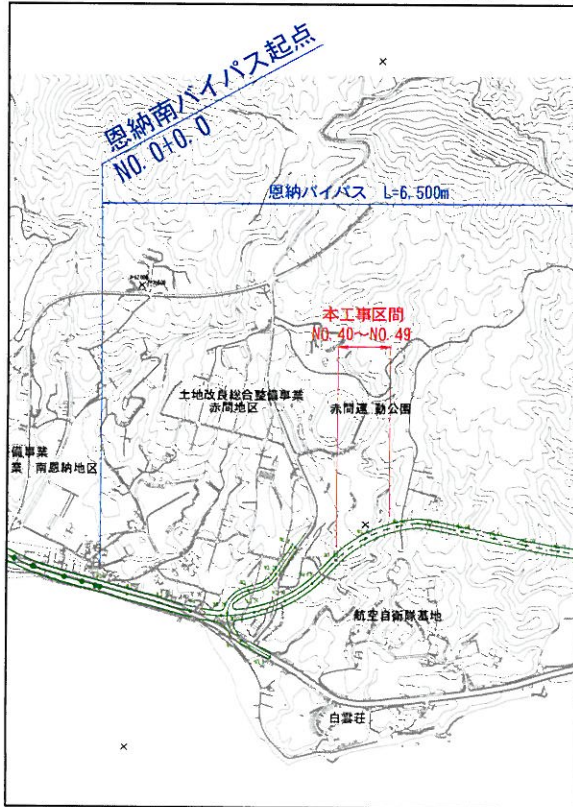 恩納南バイパス起点
NO. 0+0.0
恩納バイパス L=6,500m
本工事区間
NO. 40～NO. 49
土地改良総合整備事業
赤間地区
赤間運動公園
備事業
業 南恩納地区
航空自衛隊基地
白雲荘